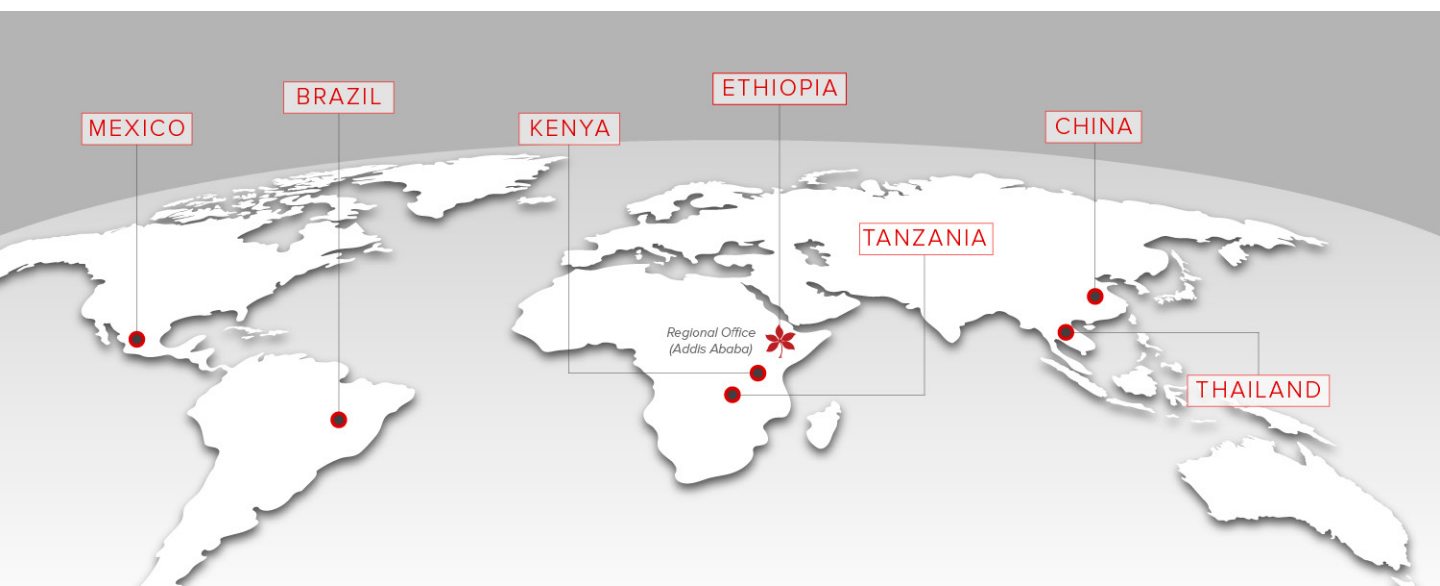 ETHIOPIA
BRAZIL
MEXICO
KENYA
CHINA
TANZANIA
Regional Office
(Addis Ababa)
THAILAND